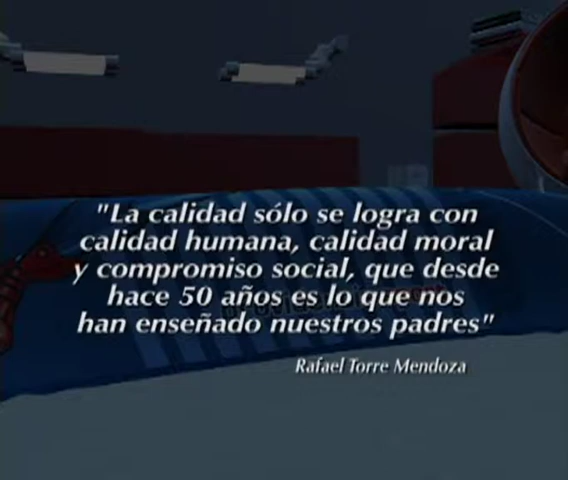 "La calidad sólo se logra con
calidad humana, calidad moral
y compromiso social, que desde
hace 50 años es lo que nos
han enseñado nuestros padres"
Rafael Torre Mendoza